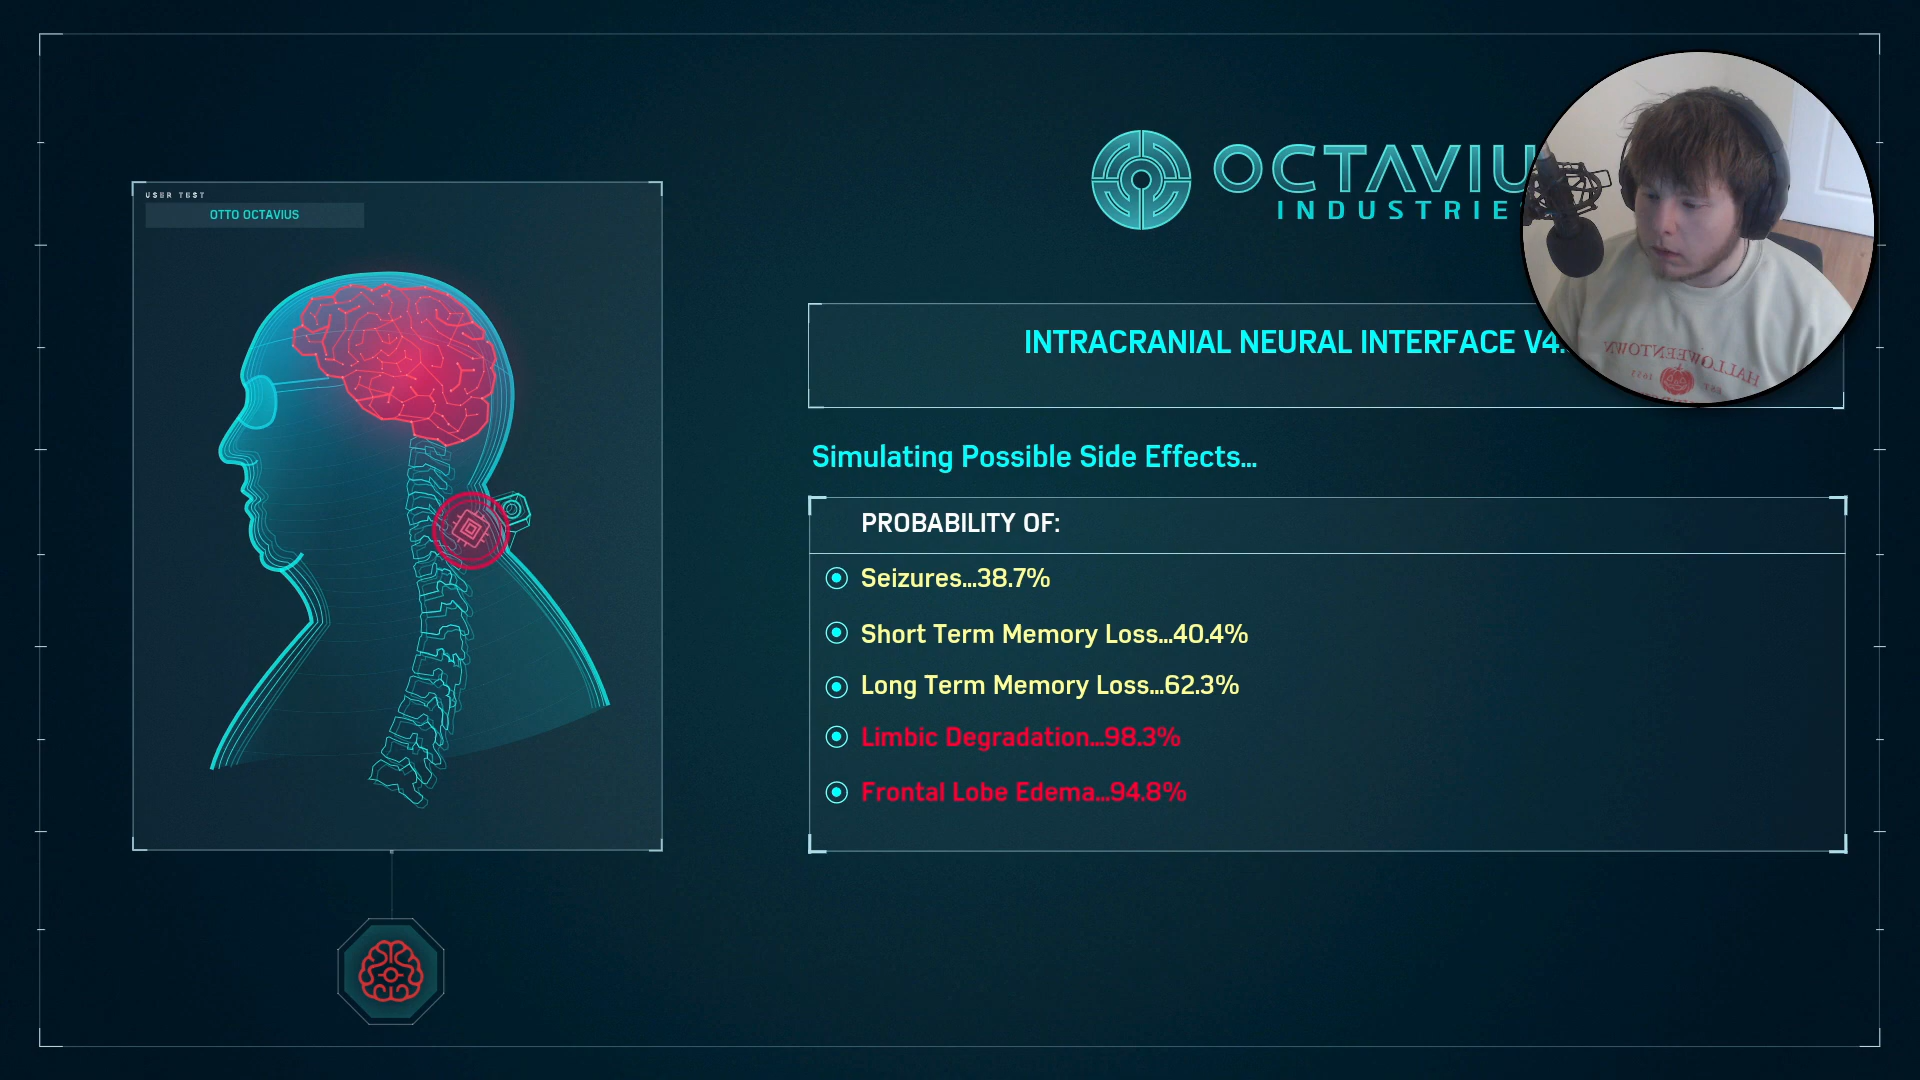 USER TEST
OTTO OCTAVIUS
OCTAVIU
INDUSTRIE
INTRACRANIAL NEURAL INTERFACE V4.
Simulating Possible Side Effects...
PROBABILITY OF:
Seizures...38.7%
Short Term Memory Loss...40.4%
Long Term Memory Loss...62.3%
Limbic Degradation...98.3%
Frontal Lobe Edema...94.8%
HALLOWEENTOWN
EST